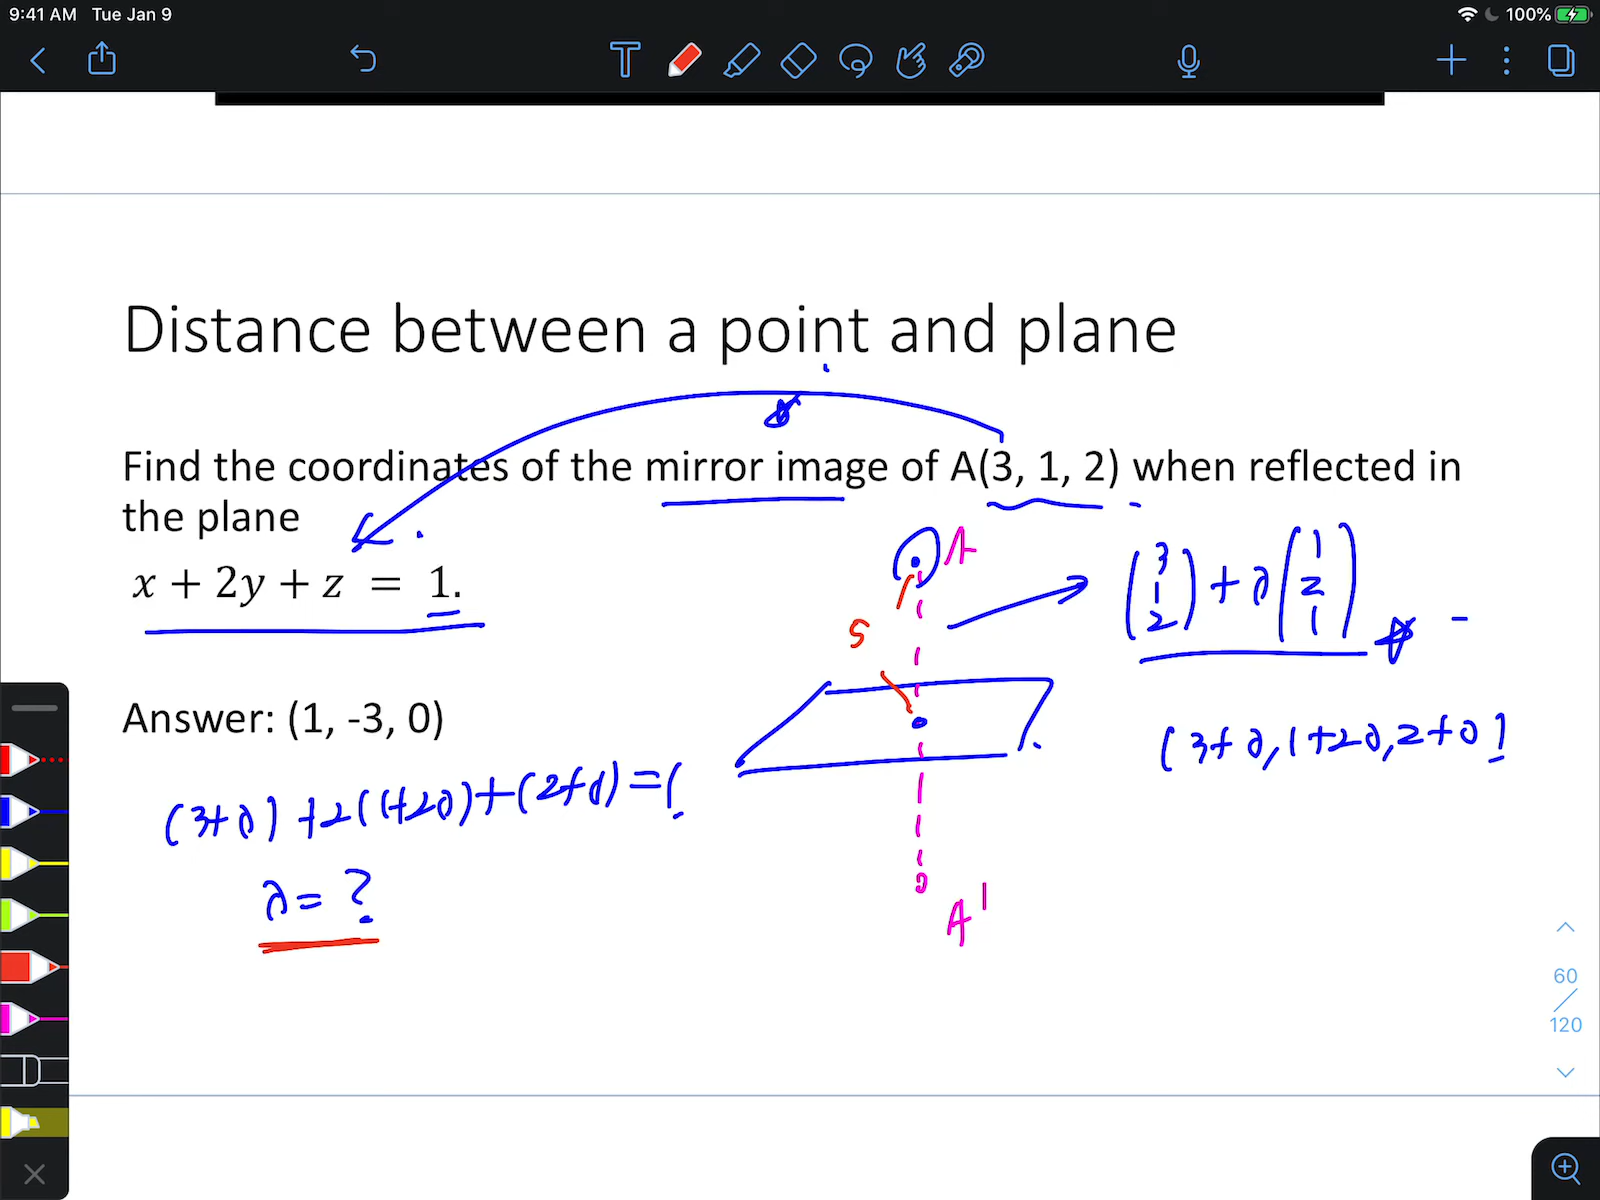 9:41 AM Tue Jan 9
100%
Distance between a point and plane
Find the coordinates of the mirror image of A(3, 1, 2) when reflected in
the plane
x + 2y + z = 1.
A
(3 1 2) + λ(1 2 1)
5
Answer: (1, -3, 0)
(3+λ, 1+2λ, 2+λ)
(3+λ) + 2(1+2λ) + (2+λ) = 1
λ = ?
A'
60
120